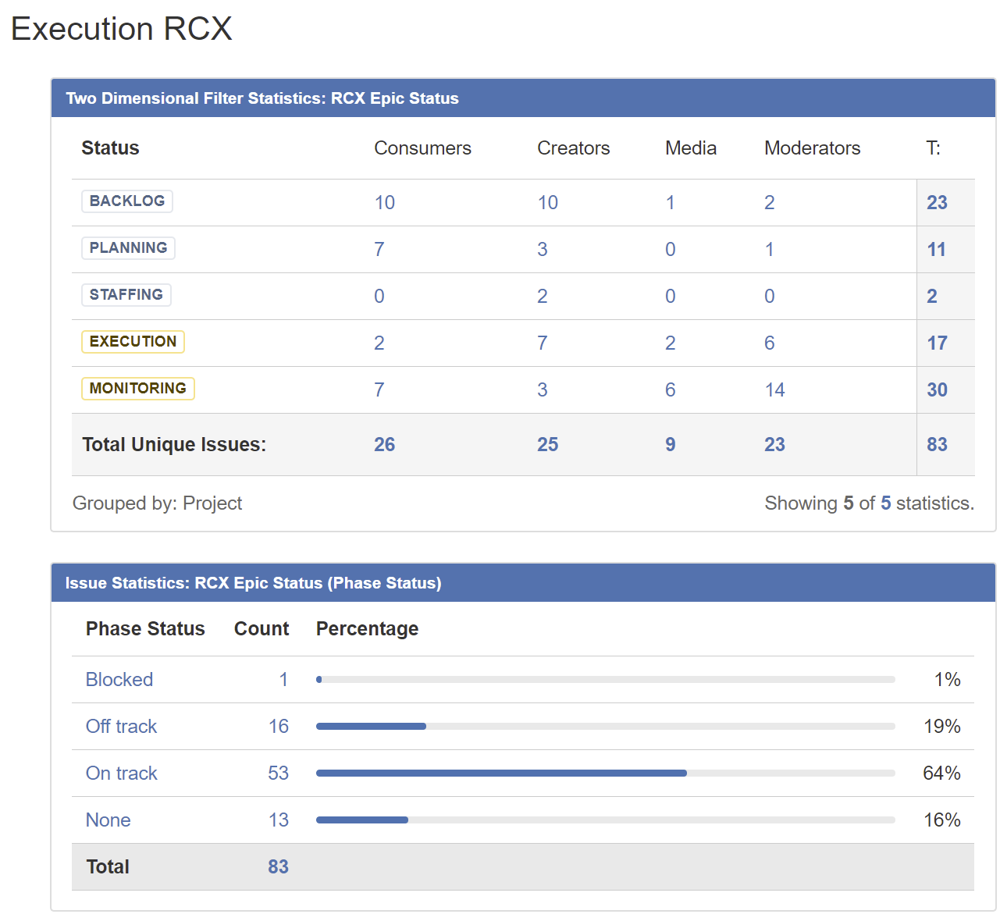 Execution RCX
Two Dimensional Filter Statistics: RCX Epic Status
Status Consumers Creators Media Moderators T:
BACKLOG 10 10 1 2 23
PLANNING 7 3 0 1 11
STAFFING 0 2 0 0 2
EXECUTION 2 7 2 6 17
MONITORING 7 3 6 14 30
Total Unique Issues: 26 25 9 23 83
Grouped by: Project Showing 5 of 5 statistics.
Issue Statistics: RCX Epic Status (Phase Status)
Phase Status Count Percentage
Blocked 1 1%
Off track 16 19%
On track 53 64%
None 13 16%
Total 83